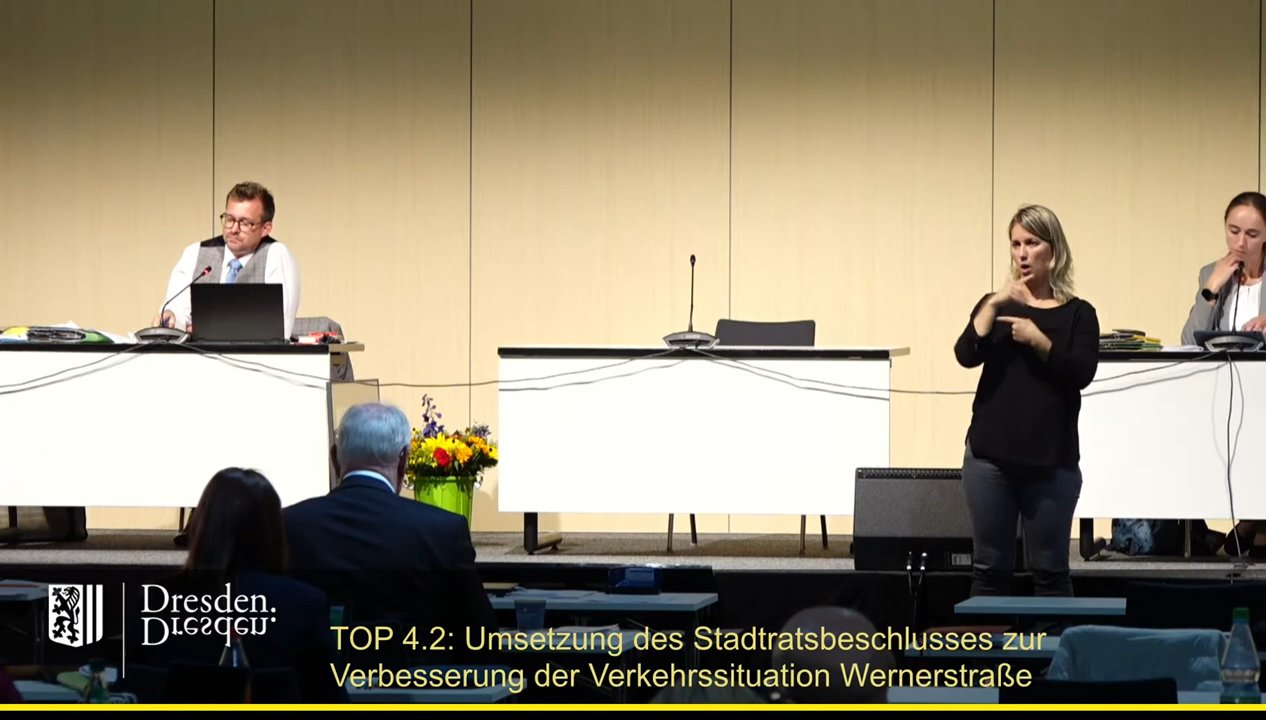 Dresden.
Dresden.
TOP 4.2: Umsetzung des Stadtratsbeschlusses zur
Verbesserung der Verkehrssituation Wernerstraße